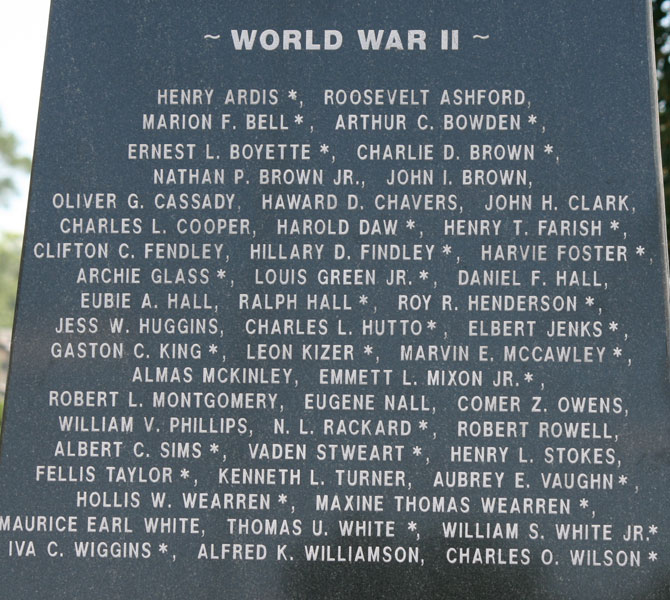 ~ WORLD WAR II ~
HENRY ARDIS *, ROOSEVELT ASHFORD,
MARION F. BELL *, ARTHUR C. BOWDEN *,
ERNEST L. BOYETTE *, CHARLIE D. BROWN *,
NATHAN P. BROWN JR., JOHN I. BROWN,
OLIVER G. CASSADY, HAWARD D. CHAVERS, JOHN H. CLARK,
CHARLES L. COOPER, HAROLD DAW *, HENRY T. FARISH *,
CLIFTON C. FENDLEY, HILLARY D. FINDLEY *, HARVIE FOSTER *,
ARCHIE GLASS *, LOUIS GREEN JR. *, DANIEL F. HALL,
EUBIE A. HALL, RALPH HALL *, ROY R. HENDERSON *,
JESS W. HUGGINS, CHARLES L. HUTTO *, ELBERT JENKS *,
GASTON C. KING *, LEON KIZER *, MARVIN E. MCCAWLEY *,
ALMAS MCKINLEY, EMMETT L. MIXON JR. *,
ROBERT L. MONTGOMERY, EUGENE NALL, COMER Z. OWENS,
WILLIAM V. PHILLIPS, N. L. RACKARD *, ROBERT ROWELL,
ALBERT C. SIMS *, VADEN STWEART *, HENRY L. STOKES,
FELLIS TAYLOR *, KENNETH L. TURNER, AUBREY E. VAUGHN *,
HOLLIS W. WEARREN *, MAXINE THOMAS WEARREN *,
MAURICE EARL WHITE, THOMAS U. WHITE *, WILLIAM S. WHITE JR. *
IVA C. WIGGINS *, ALFRED K. WILLIAMSON, CHARLES O. WILSON *